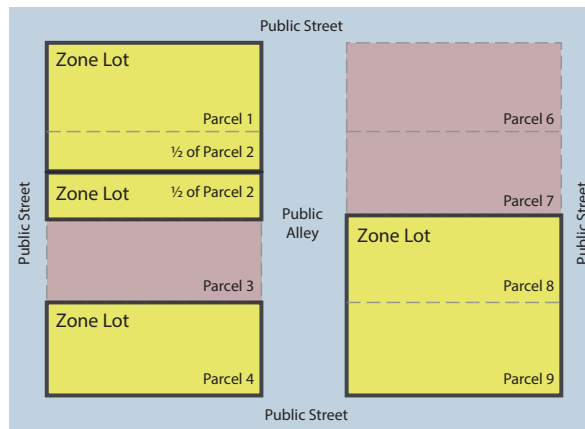 Public Street
Zone Lot
Parcel 1
½ of Parcel 2
Zone Lot
½ of Parcel 2
Parcel 3
Zone Lot
Parcel 4
Public Street
Public
Alley
Parcel 6
Parcel 7
Zone Lot
Parcel 8
Parcel 9
Public Street
Public Street